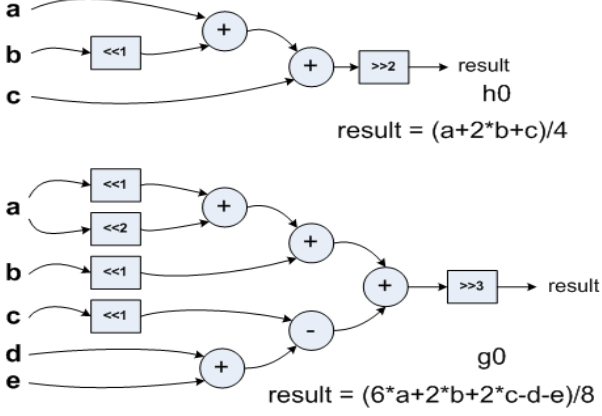 a
+
b
<<1
+
>>2
result
c
h0
result = (a+2*b+c)/4
<<1
a
+
<<2
+
b
<<1
+
>>3
result
c
<<1
-
d
g0
+
e
result = (6*a+2*b+2*c-d-e)/8